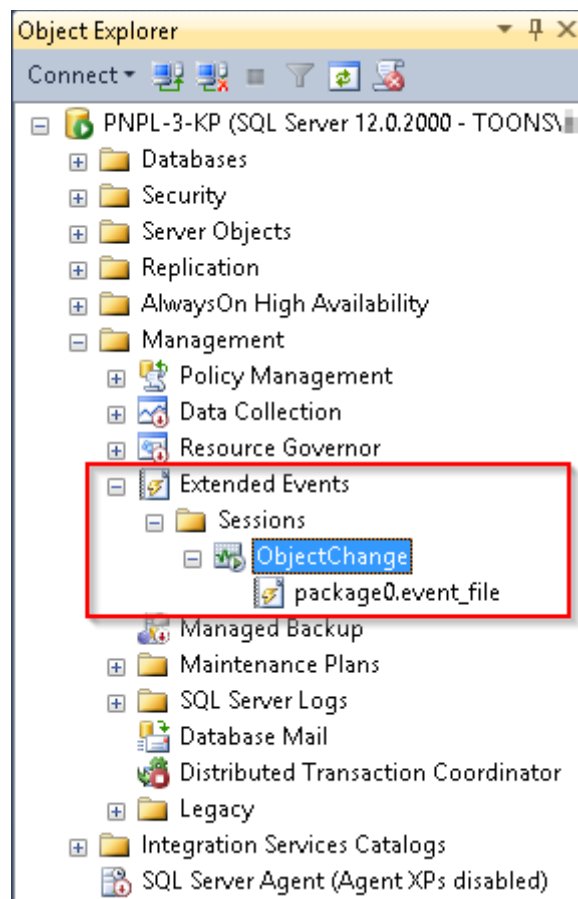 Object Explorer
Connect
PNPL-3-KP (SQL Server 12.0.2000 - TOONS\
Databases
Security
Server Objects
Replication
AlwaysOn High Availability
Management
Policy Management
Data Collection
Resource Governor
Extended Events
Sessions
ObjectChange
package0.event_file
Managed Backup
Maintenance Plans
SQL Server Logs
Database Mail
Distributed Transaction Coordinator
Legacy
Integration Services Catalogs
SQL Server Agent (Agent XPs disabled)